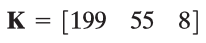 K = [199 55 8]